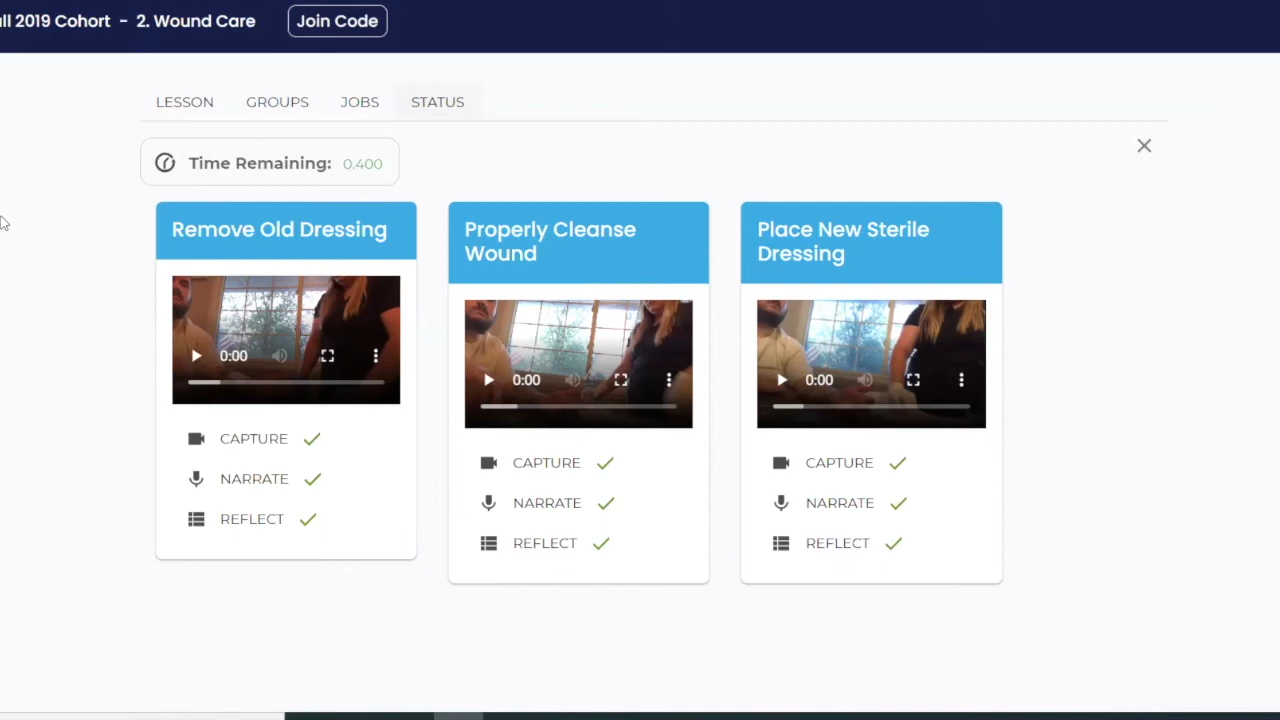 ll 2019 Cohort - 2. Wound Care
Join Code
LESSON
GROUPS
JOBS
STATUS
Time Remaining: 0.400
Remove Old Dressing
0:00
CAPTURE
NARRATE
REFLECT
Properly Cleanse
Wound
0:00
CAPTURE
NARRATE
REFLECT
Place New Sterile
Dressing
0:00
CAPTURE
NARRATE
REFLECT